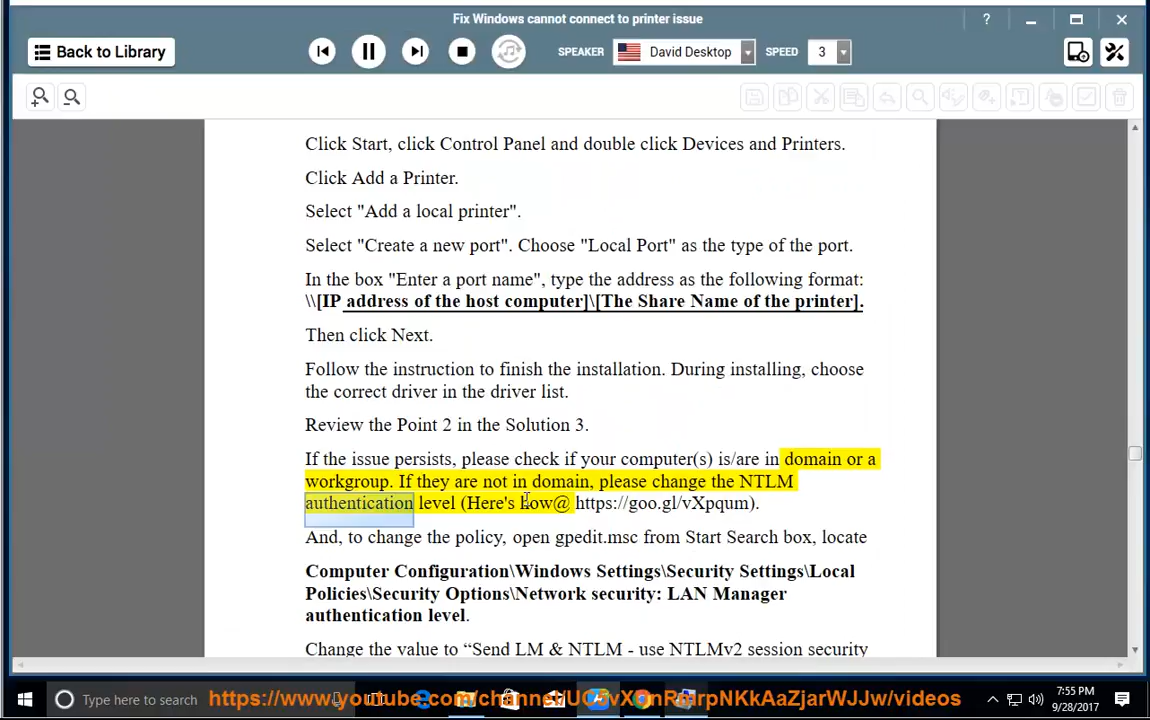 Fix Windows cannot connect to printer issue
?
Back to Library
SPEAKER
David Desktop
SPEED
3
Click Start, click Control Panel and double click Devices and Printers.
Click Add a Printer.
Select "Add a local printer".
Select "Create a new port". Choose "Local Port" as the type of the port.
In the box "Enter a port name", type the address as the following format:
\\[IP address of the host computer]\[The Share Name of the printer].
Then click Next.
Follow the instruction to finish the installation. During installing, choose
the correct driver in the driver list.
Review the Point 2 in the Solution 3.
If the issue persists, please check if your computer(s) is/are in domain or a
workgroup. If they are not in domain, please change the NTLM
authentication level (Here's how@ https://goo.gl/vXpqum).
And, to change the policy, open gpedit.msc from Start Search box, locate
Computer Configuration\Windows Settings\Security Settings\Local
Policies\Security Options\Network security: LAN Manager
authentication level.
Change the value to “Send LM & NTLM - use NTLMv2 session security
Type here to search
7:55 PM
9/28/2017